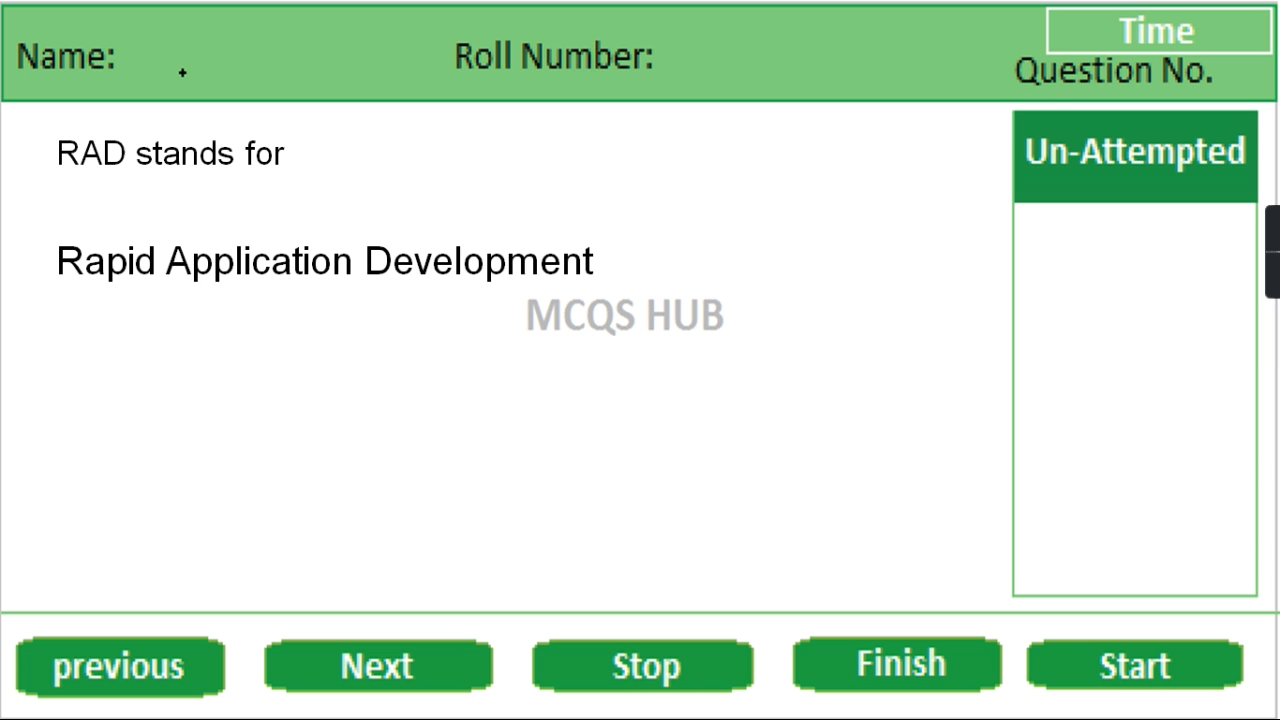 Time
Name: Roll Number: Question No.
RAD stands for
Un-Attempted
Rapid Application Development
MCQS HUB
previous Next Stop Finish Start